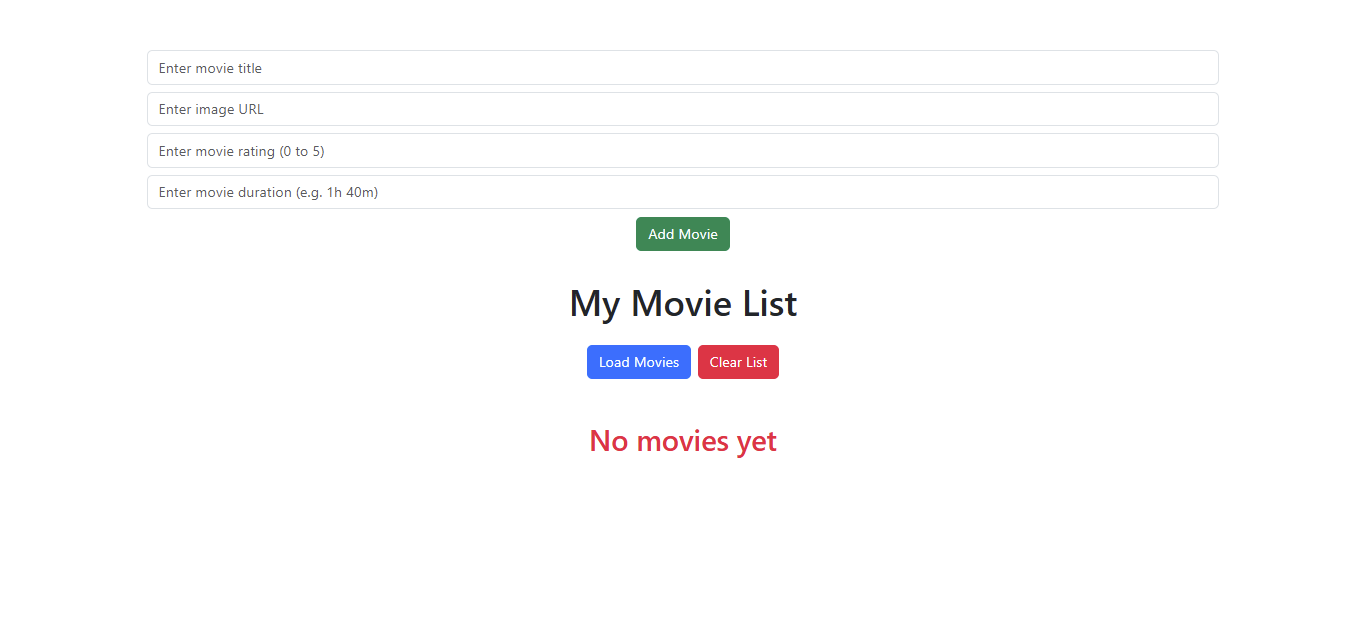 Enter movie title
Enter image URL
Enter movie rating (0 to 5)
Enter movie duration (e.g. 1h 40m)
Add Movie
My Movie List
Load Movies Clear List
No movies yet